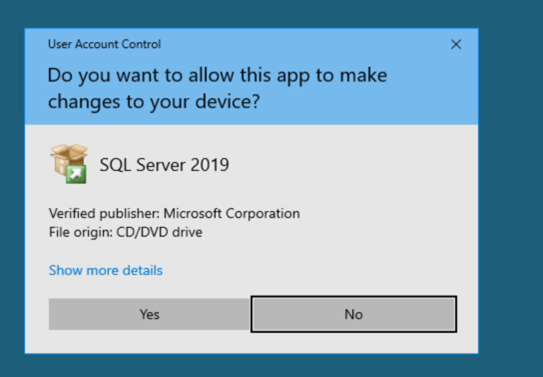 User Account Control
Do you want to allow this app to make
changes to your device?
SQL Server 2019
Verified publisher: Microsoft Corporation
File origin: CD/DVD drive
Show more details
Yes
No